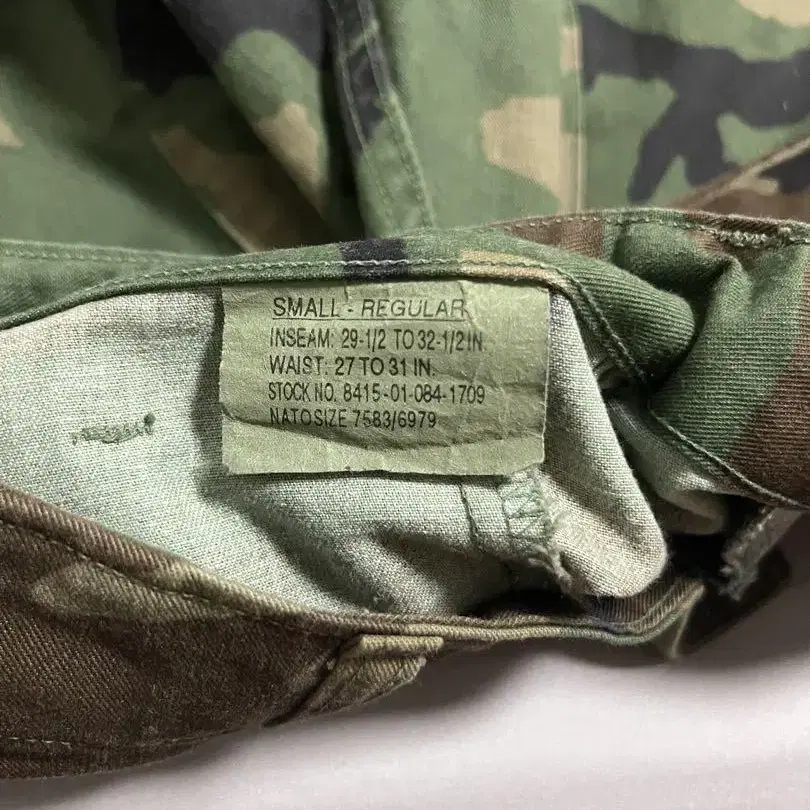 SMALL - REGULAR
INSEAM: 29-1/2 TO 32-1/2 IN.
WAIST: 27 TO 31 IN.
STOCK NO. 8415-01-084-1709
NATO SIZE 7583/6979